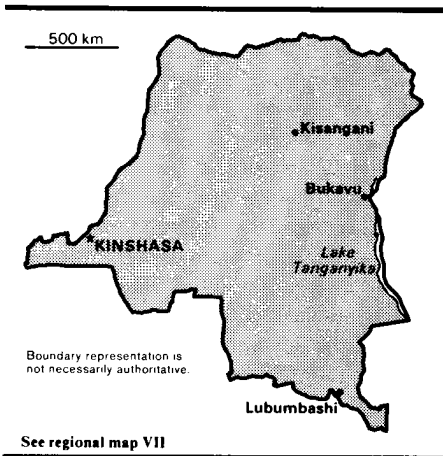 500 km
Kisangani
Bukavu
KINSHASA
Lake
Tanganyika
Boundary representation is
not necessarily authoritative.
Lubumbashi
See regional map VII